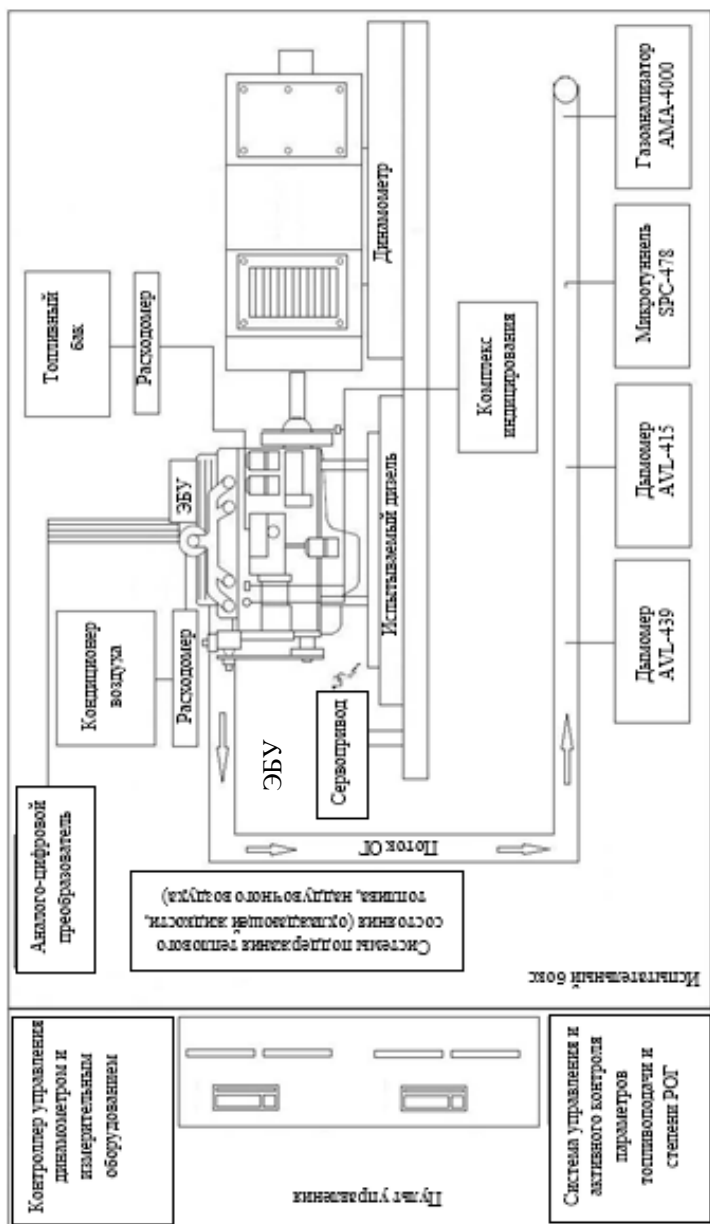 Контроллер управления
динамометром и
измерительным
оборудованием
Пульт управления
Система управления и
активного контроля
параметров
топливоподачи и
степени РОГ
Аналого-цифровой
преобразователь
Системы поддержания теплового
состояния (охлаждающей жидкости,
топлива, наддувочного воздуха)
Испытательный бокс
Кондиционер
воздуха
Расходомер
ЭБУ
ЭБУ
Поток ОГ
Сервопривод
Испытываемый дизель
Топливный
бак
Расходомер
Динамометр
Комплекс
индицирования
Дымомер
AVL-439
Дымомер
AVL-415
Микротуннель
SPC-478
Газоанализатор
AMA-4000